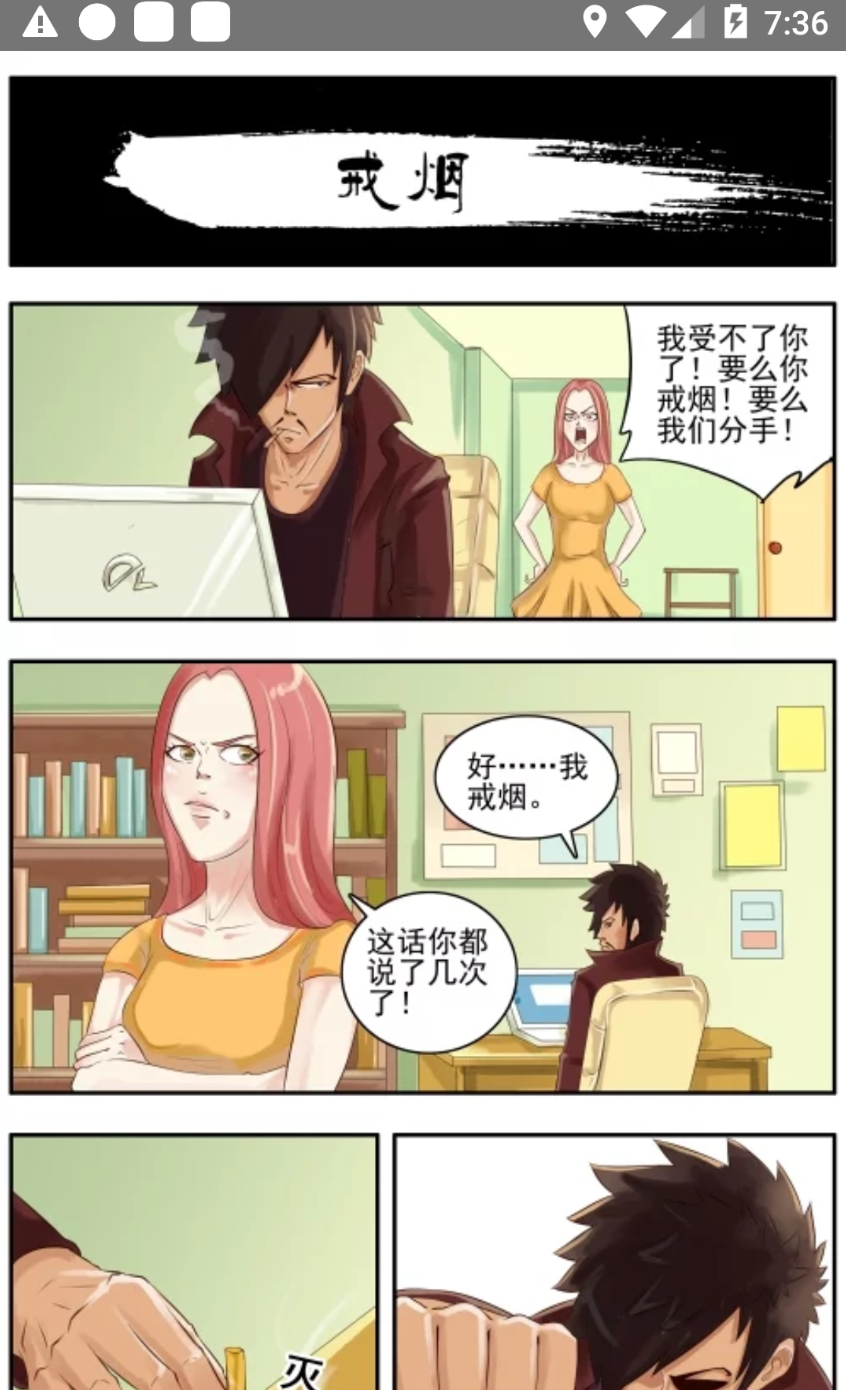 7:36
戒烟
我受不了你
了！要么你
戒烟！要么
我们分手！
好……我
戒烟。
这话你都
说了几次
了！
灭